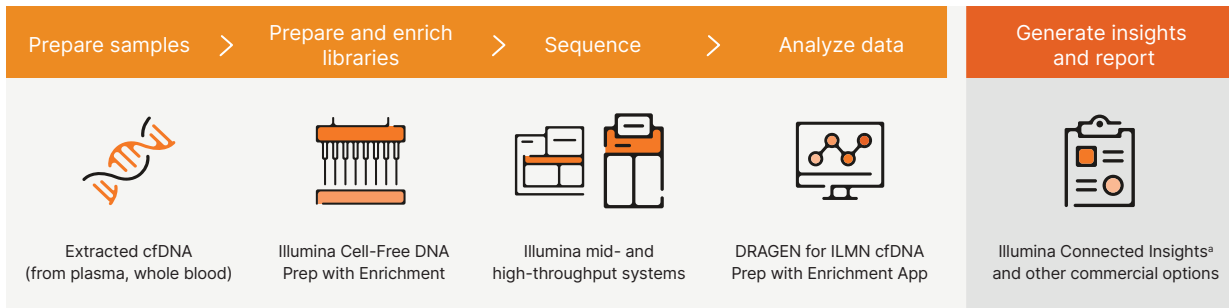 Prepare samples
Prepare and enrich
libraries
Sequence
Analyze data
Generate insights
and report
Extracted cfDNA
(from plasma, whole blood)
Illumina Cell-Free DNA
Prep with Enrichment
Illumina mid- and
high-throughput systems
DRAGEN for ILMN cfDNA
Prep with Enrichment App
Illumina Connected Insightsᵃ
and other commercial options